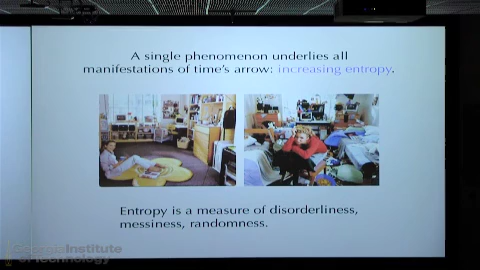 A single phenomenon underlies all
manifestations of time's arrow: increasing entropy.
Entropy is a measure of disorderliness,
messiness, randomness.
Georgia Institute
of Technology